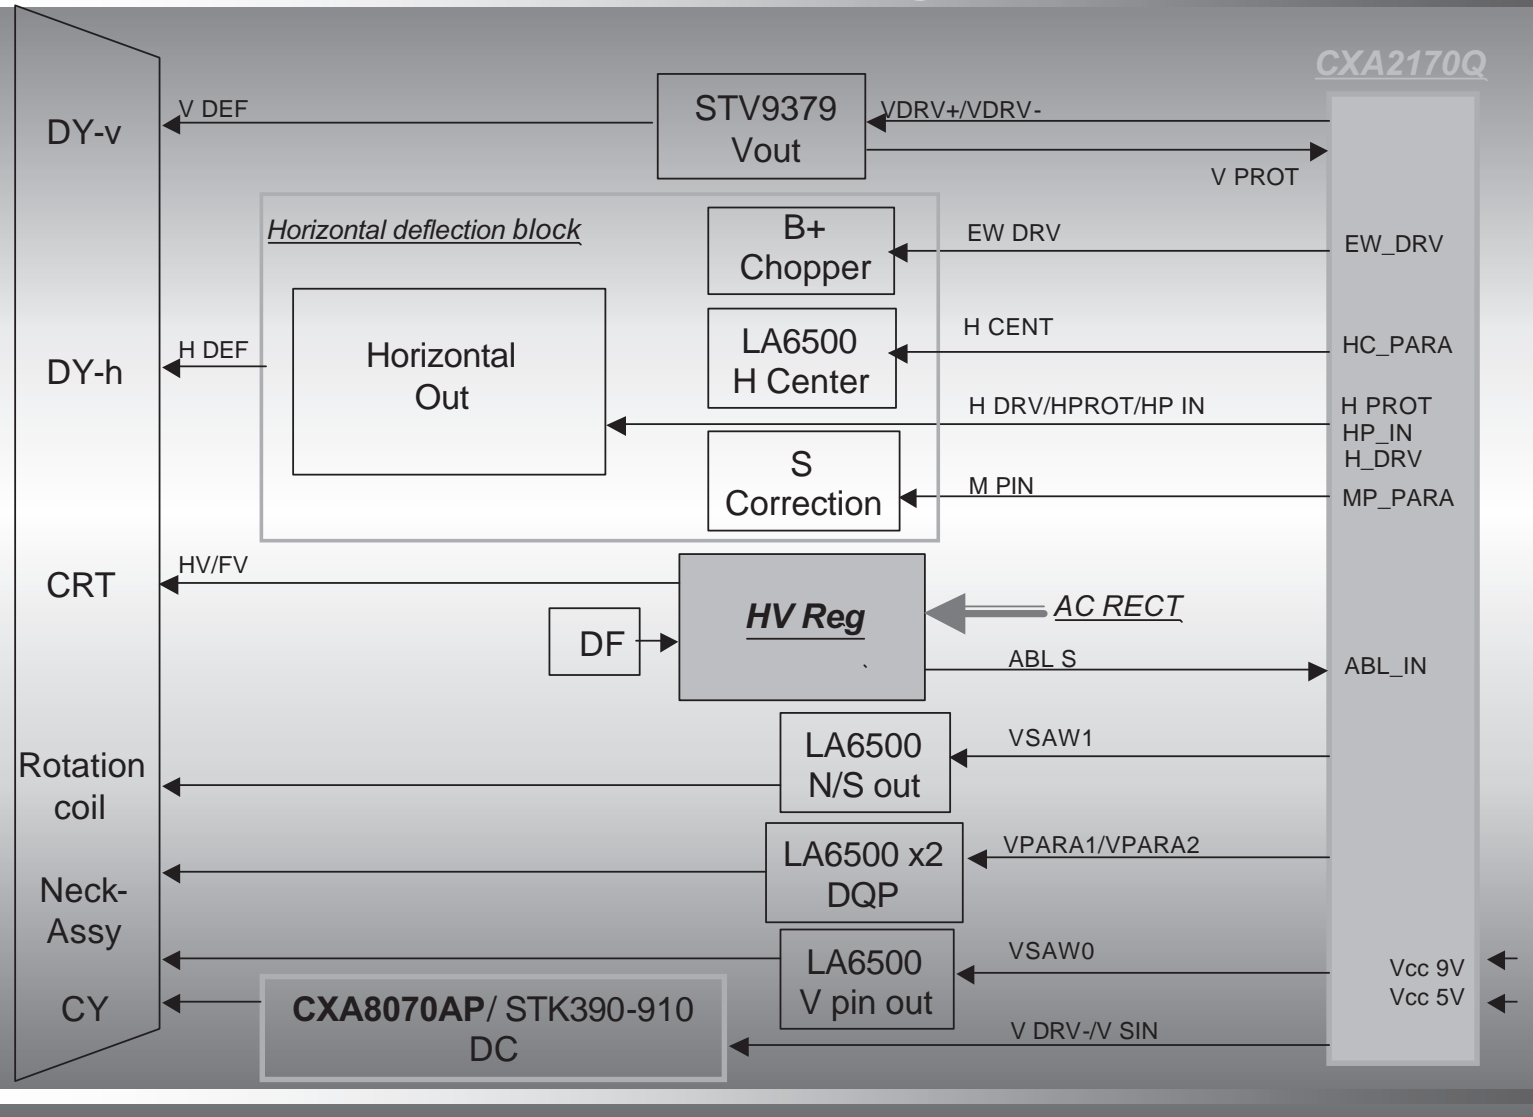 CXA2170Q
DY-v
V DEF
STV9379
Vout
VDRV+/VDRV-
V PROT
Horizontal deflection block
B+
Chopper
EW DRV
EW_DRV
DY-h
H DEF
Horizontal
Out
LA6500
H Center
H CENT
HC_PARA
H DRV/HPROT/HP IN
H PROT
HP_IN
H_DRV
S
Correction
M PIN
MP_PARA
CRT
HV/FV
DF
HV Reg
AC RECT
ABL S
ABL_IN
Rotation
coil
LA6500
N/S out
VSAW1
Neck-
Assy
LA6500 x2
DQP
VPARA1/VPARA2
LA6500
V pin out
VSAW0
Vcc 9V
Vcc 5V
CY
CXA8070AP/ STK390-910
DC
V DRV-/V SIN